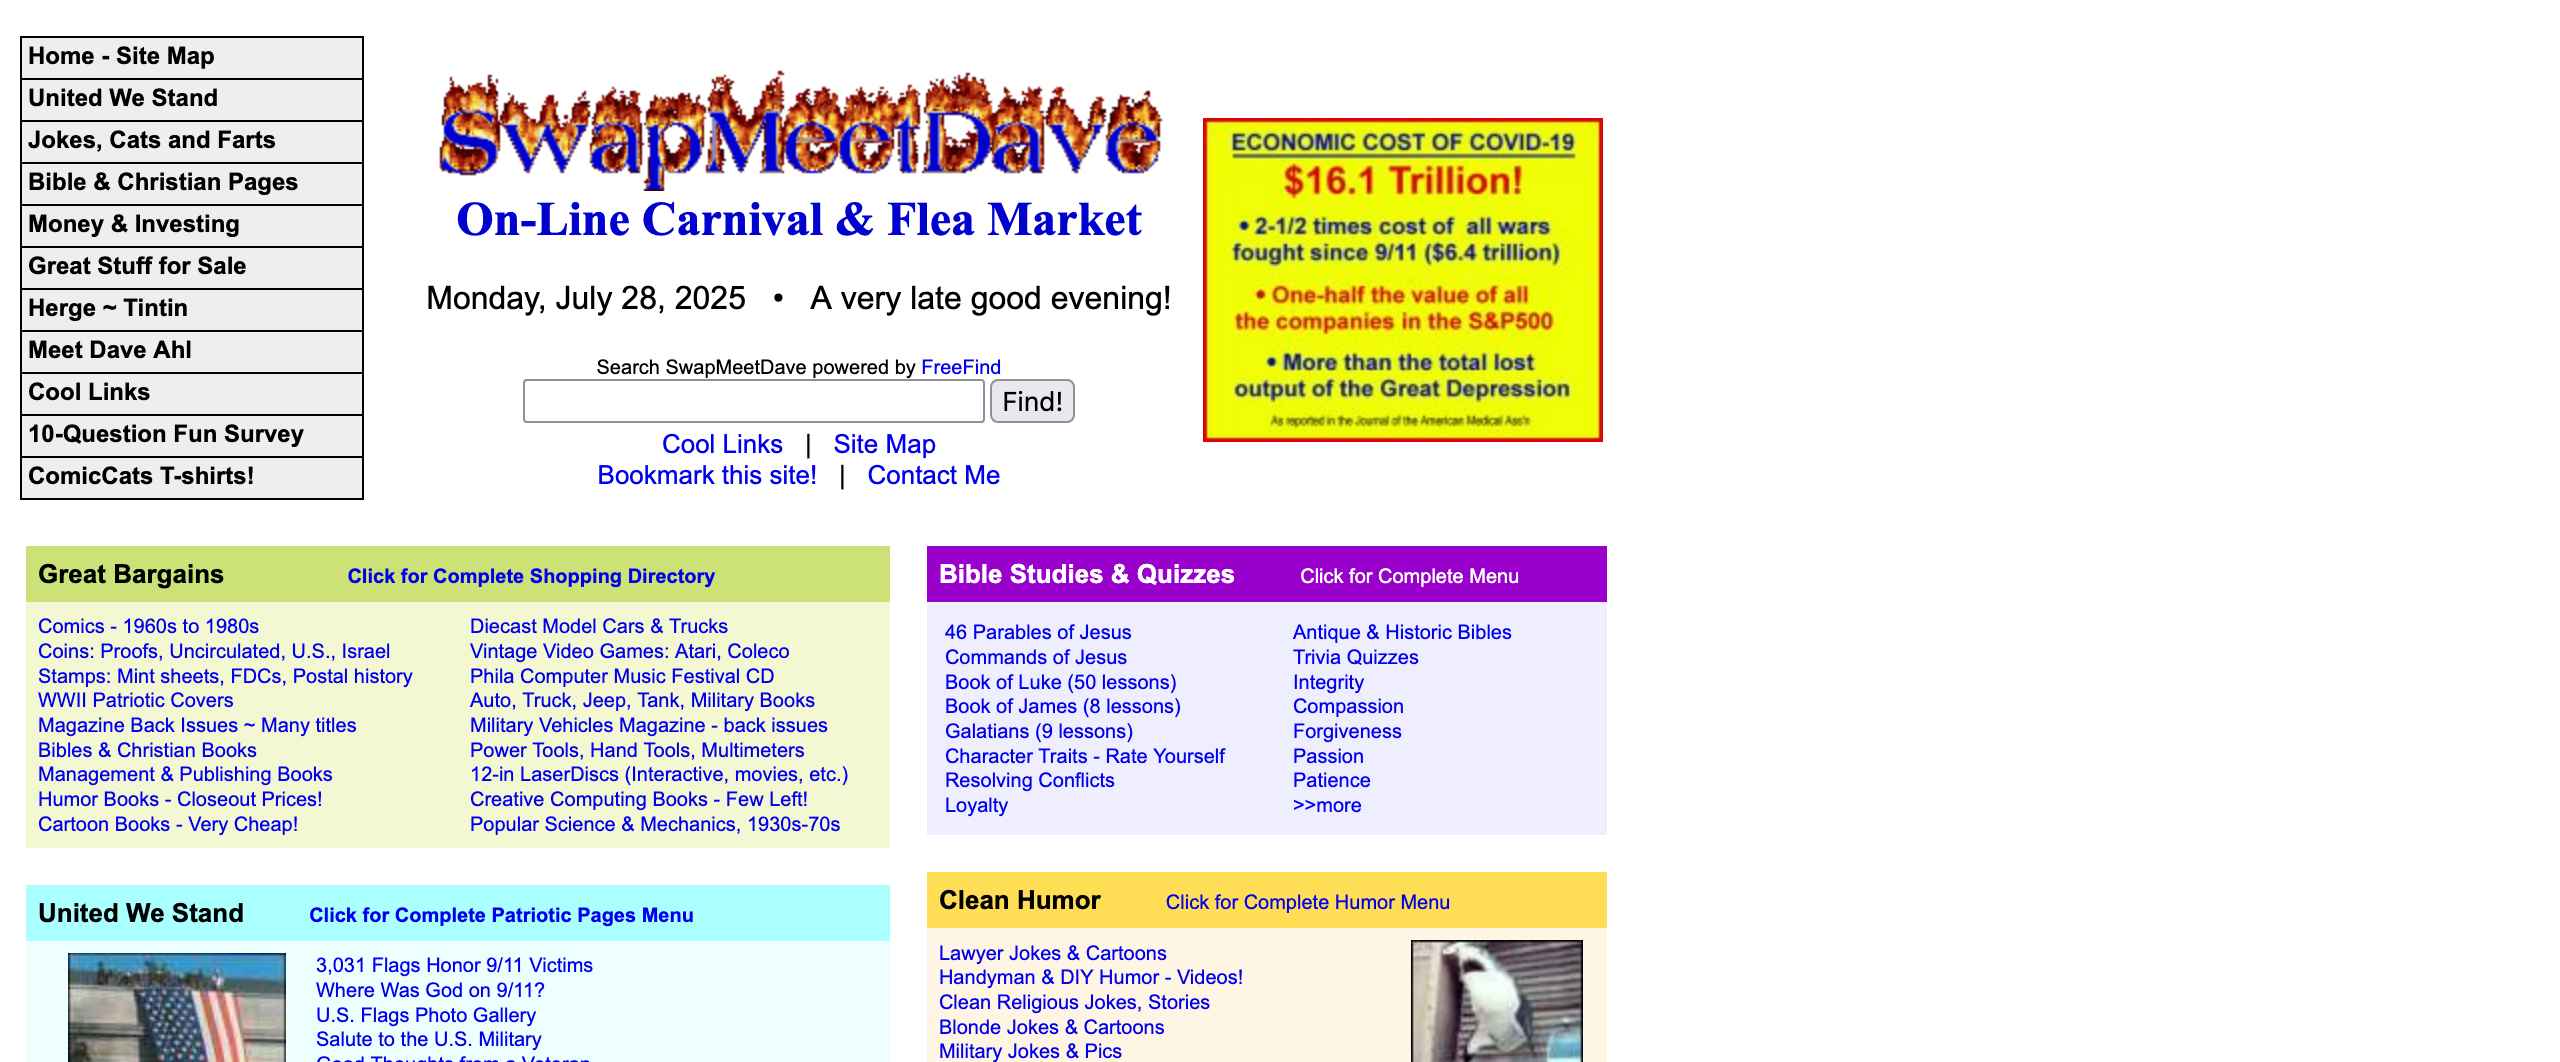 Home - Site Map
United We Stand
Jokes, Cats and Farts
Bible & Christian Pages
Money & Investing
Great Stuff for Sale
Herge ~ Tintin
Meet Dave Ahl
Cool Links
10-Question Fun Survey
ComicCats T-shirts!
SwapMeetDave
On-Line Carnival & Flea Market
Monday, July 28, 2025 • A very late good evening!
Search SwapMeetDave powered by FreeFind
Find!
Cool Links | Site Map
Bookmark this site! | Contact Me
ECONOMIC COST OF COVID-19
$16.1 Trillion!
• 2-1/2 times cost of all wars
fought since 9/11 ($6.4 trillion)
• One-half the value of all
the companies in the S&P500
• More than the total lost
output of the Great Depression
As reported in the Journal of the American Medical Ass'n
Great Bargains Click for Complete Shopping Directory
Comics - 1960s to 1980s
Coins: Proofs, Uncirculated, U.S., Israel
Stamps: Mint sheets, FDCs, Postal history
WWII Patriotic Covers
Magazine Back Issues ~ Many titles
Bibles & Christian Books
Management & Publishing Books
Humor Books - Closeout Prices!
Cartoon Books - Very Cheap!
Diecast Model Cars & Trucks
Vintage Video Games: Atari, Coleco
Phila Computer Music Festival CD
Auto, Truck, Jeep, Tank, Military Books
Military Vehicles Magazine - back issues
Power Tools, Hand Tools, Multimeters
12-in LaserDiscs (Interactive, movies, etc.)
Creative Computing Books - Few Left!
Popular Science & Mechanics, 1930s-70s
Bible Studies & Quizzes Click for Complete Menu
46 Parables of Jesus
Commands of Jesus
Book of Luke (50 lessons)
Book of James (8 lessons)
Galatians (9 lessons)
Character Traits - Rate Yourself
Resolving Conflicts
Loyalty
Antique & Historic Bibles
Trivia Quizzes
Integrity
Compassion
Forgiveness
Passion
Patience
>>more
United We Stand Click for Complete Patriotic Pages Menu
3,031 Flags Honor 9/11 Victims
Where Was God on 9/11?
U.S. Flags Photo Gallery
Salute to the U.S. Military
Good Thoughts from a Veteran
Clean Humor Click for Complete Humor Menu
Lawyer Jokes & Cartoons
Handyman & DIY Humor - Videos!
Clean Religious Jokes, Stories
Blonde Jokes & Cartoons
Military Jokes & Pics